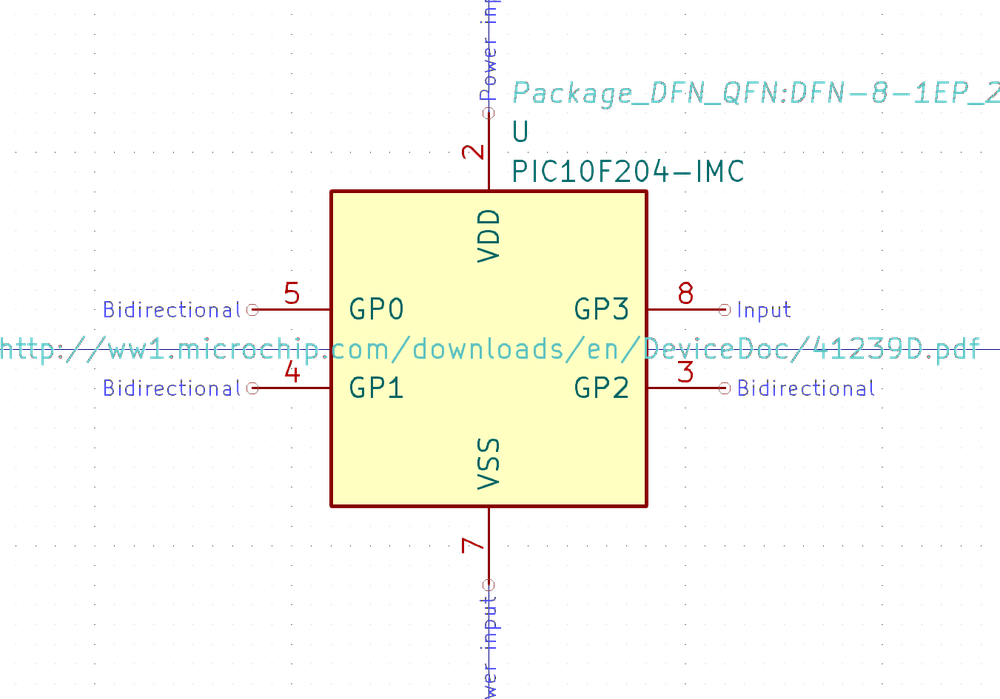 Power inp
Package_DFN_QFN:DFN-8-1EP_2
U
2
PIC10F204-IMC
VDD
5
8
Bidirectional
GP0
GP3
Input
http://ww1.microchip.com/downloads/en/DeviceDoc/41239D.pdf
4
3
Bidirectional
GP1
GP2
Bidirectional
VSS
7
wer input